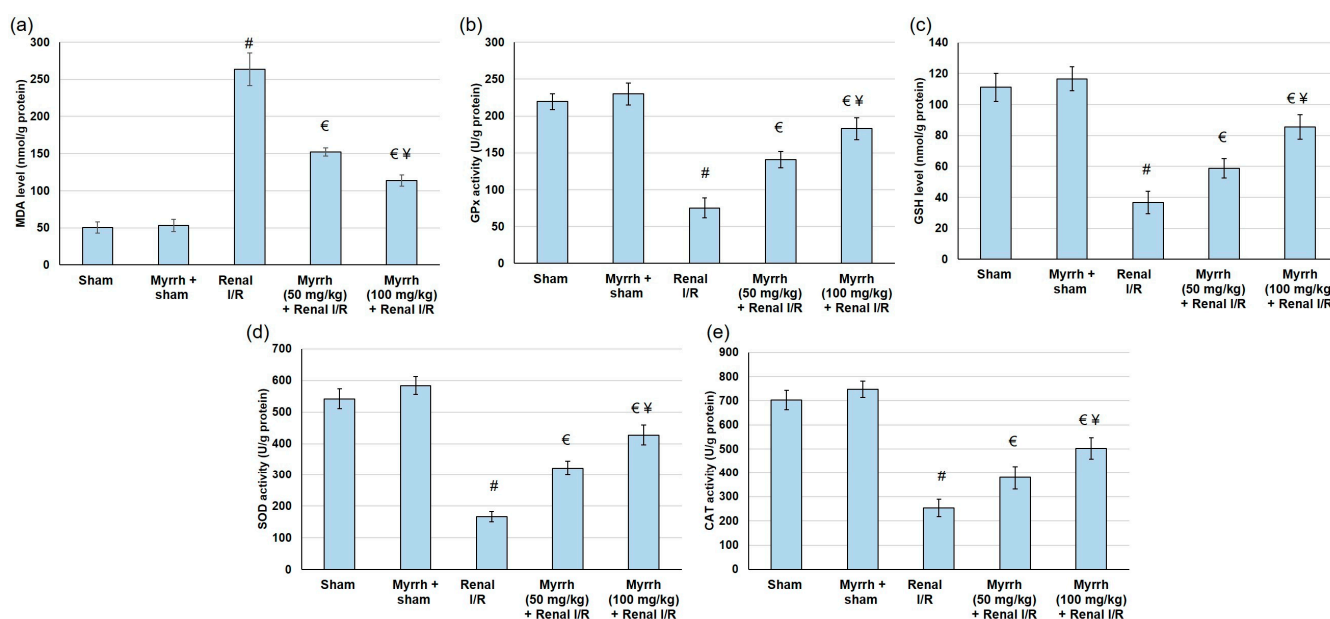 (a)
MDA level (nmol/g protein)
300
250
200
150
100
50
0
#
€
€ ¥
Sham
Myrrh +
sham
Renal
I/R
Myrrh
(50 mg/kg)
+ Renal I/R
Myrrh
(100 mg/kg)
+ Renal I/R
(b)
GPx activity (U/g protein)
300
250
200
150
100
50
0
#
€
€ ¥
Sham
Myrrh +
sham
Renal
I/R
Myrrh
(50 mg/kg)
+ Renal I/R
Myrrh
(100 mg/kg)
+ Renal I/R
(c)
GSH level (nmol/g protein)
140
120
100
80
60
40
20
0
#
€
€ ¥
Sham
Myrrh +
sham
Renal
I/R
Myrrh
(50 mg/kg)
+ Renal I/R
Myrrh
(100 mg/kg)
+ Renal I/R
(d)
SOD activity (U/g protein)
700
600
500
400
300
200
100
0
#
€
€ ¥
Sham
Myrrh +
sham
Renal
I/R
Myrrh
(50 mg/kg)
+ Renal I/R
Myrrh
(100 mg/kg)
+ Renal I/R
(e)
CAT activity (U/g protein)
900
800
700
600
500
400
300
200
100
0
#
€
€ ¥
Sham
Myrrh +
sham
Renal
I/R
Myrrh
(50 mg/kg)
+ Renal I/R
Myrrh
(100 mg/kg)
+ Renal I/R